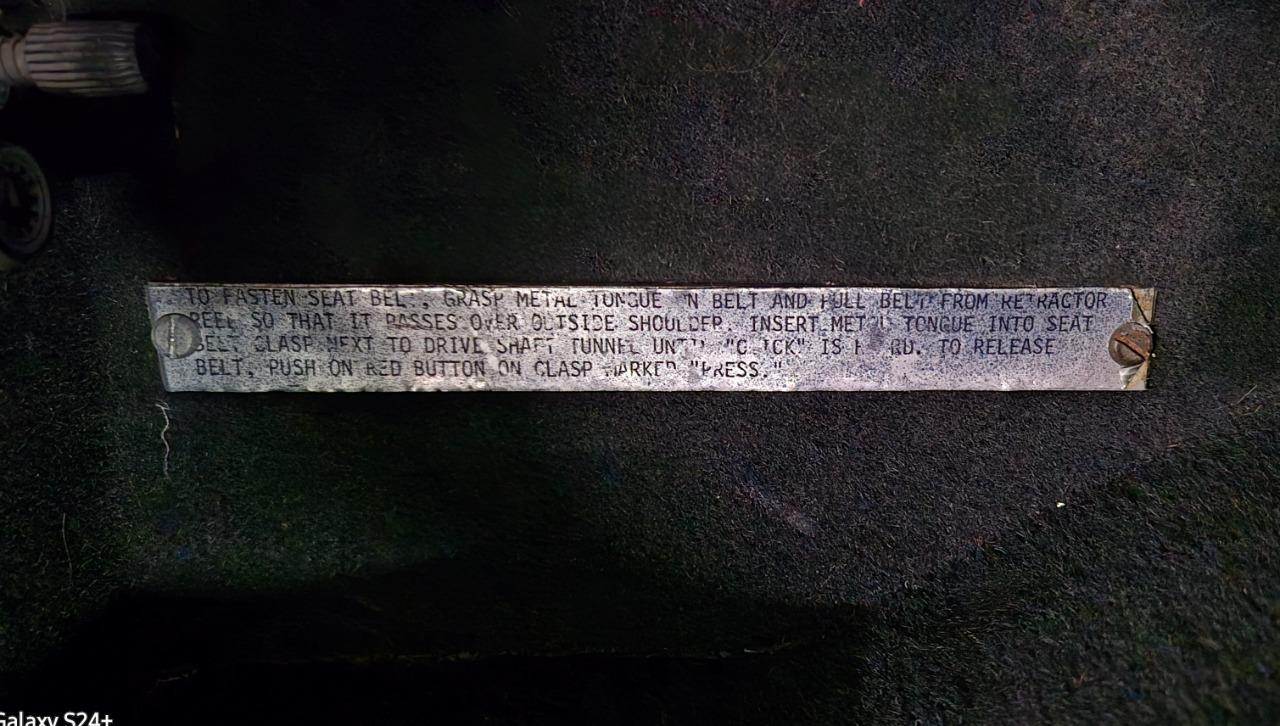 TO FASTEN SEAT BELT, GRASP METAL TONGUE ON BELT AND PULL BELT FROM RETRACTOR
REEL SO THAT IT PASSES OVER OUTSIDE SHOULDER. INSERT METAL TONGUE INTO SEAT
BELT CLASP NEXT TO DRIVE SHAFT TUNNEL UNTIL "CLICK" IS HEARD. TO RELEASE
BELT, PUSH ON RED BUTTON ON CLASP MARKED "PRESS."
Galaxy S24+